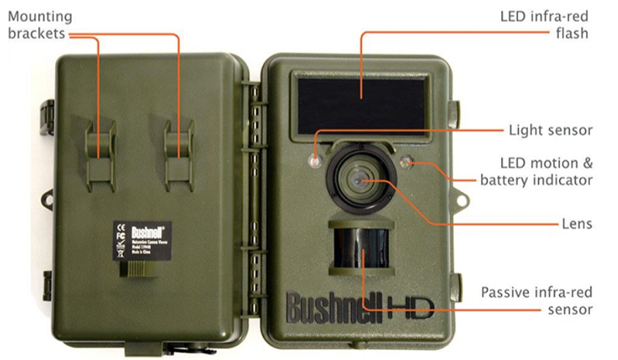 Mounting
brackets
LED infra-red
flash
Light sensor
LED motion &
battery indicator
Lens
Passive infra-red
sensor
Bushnell®
Bushnell HD